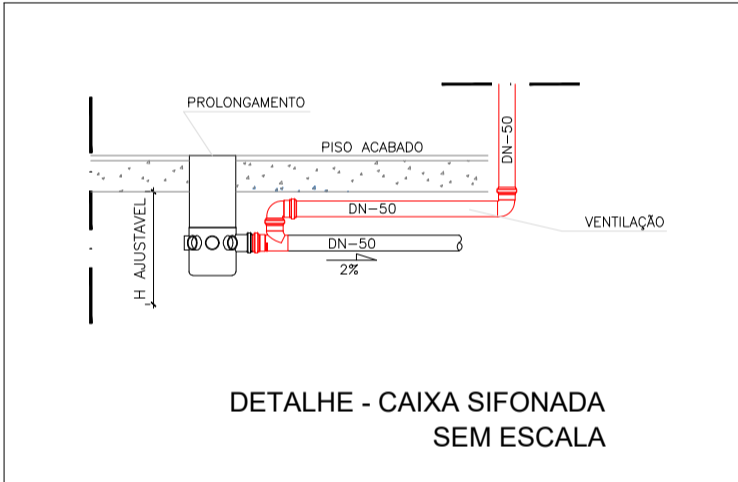 PROLONGAMENTO
PISO ACABADO
DN-50
DN-50
VENTILAÇÃO
DN-50
2%
H AJUSTAVEL
DETALHE - CAIXA SIFONADA
SEM ESCALA